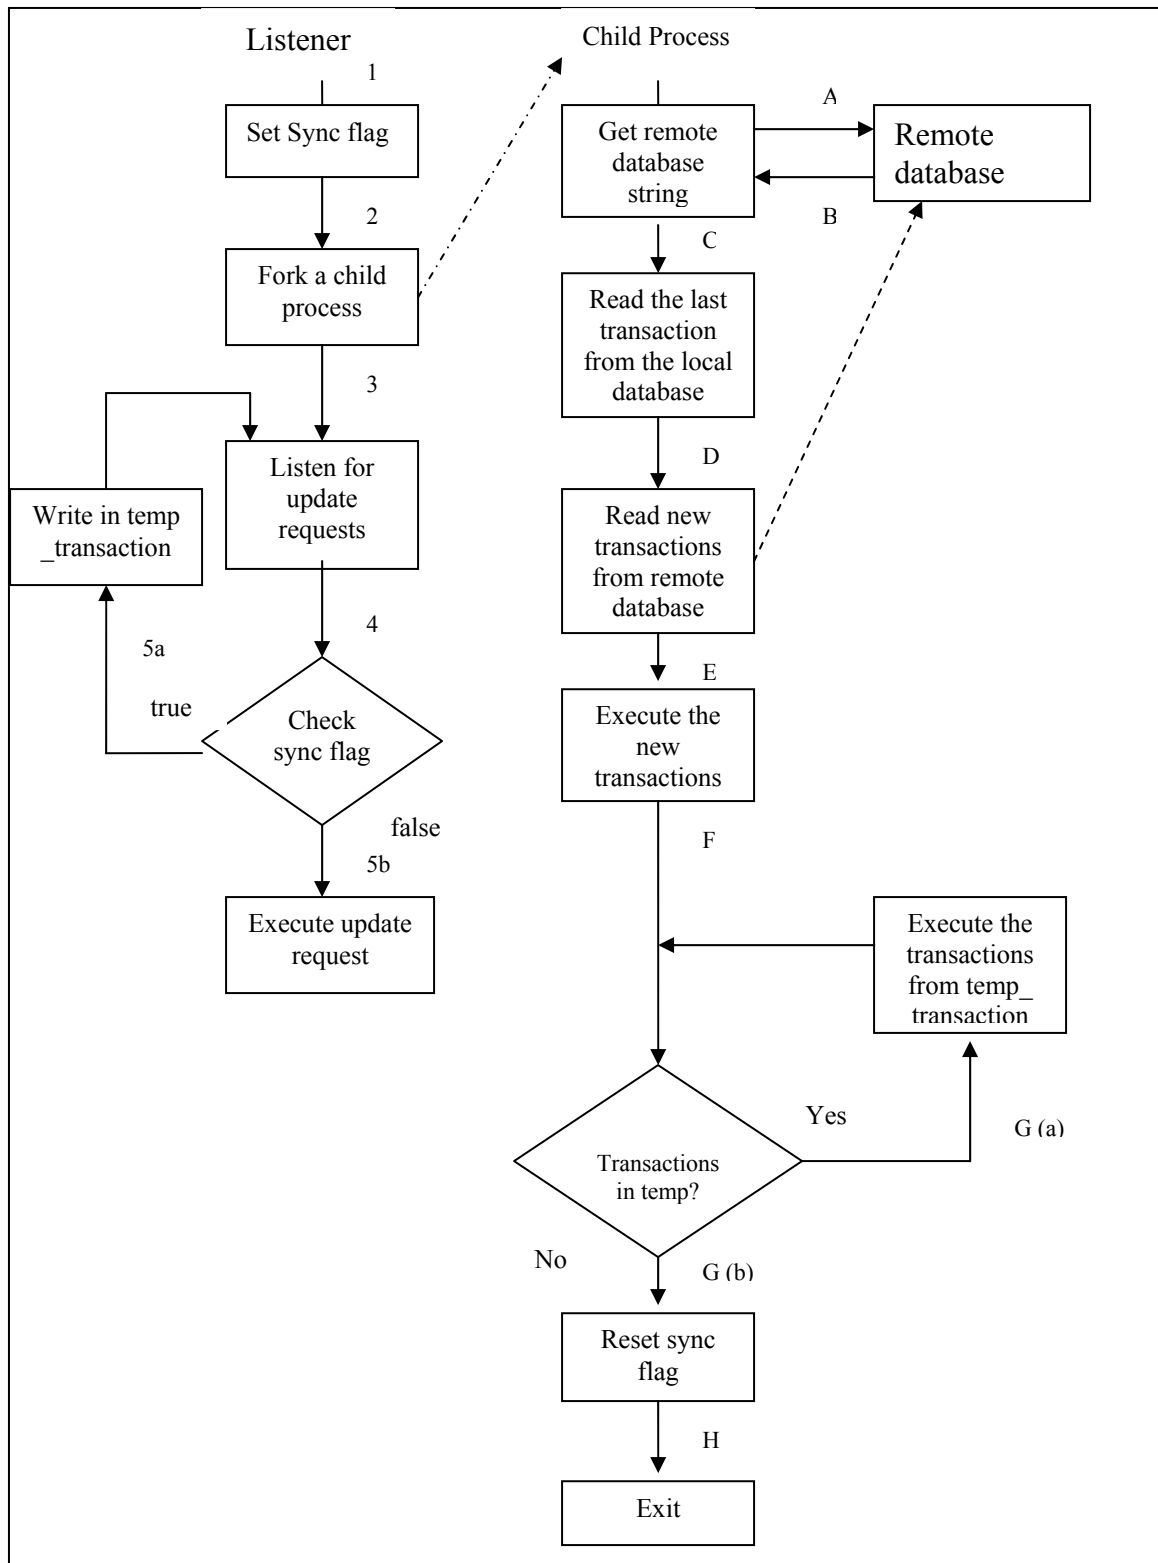 Listener
1
Set Sync flag
2
Fork a child
process
3
Listen for
update
requests
Write in temp
_transaction
4
5a
true
Check
sync flag
false
5b
Execute update
request
Child Process
A
Get remote
database
string
Remote
database
B
C
Read the last
transaction
from the local
database
D
Read new
transactions
from remote
database
E
Execute the
new
transactions
F
Execute the
transactions
from temp_
transaction
Yes
G (a)
Transactions
in temp?
No
G (b)
Reset sync
flag
H
Exit